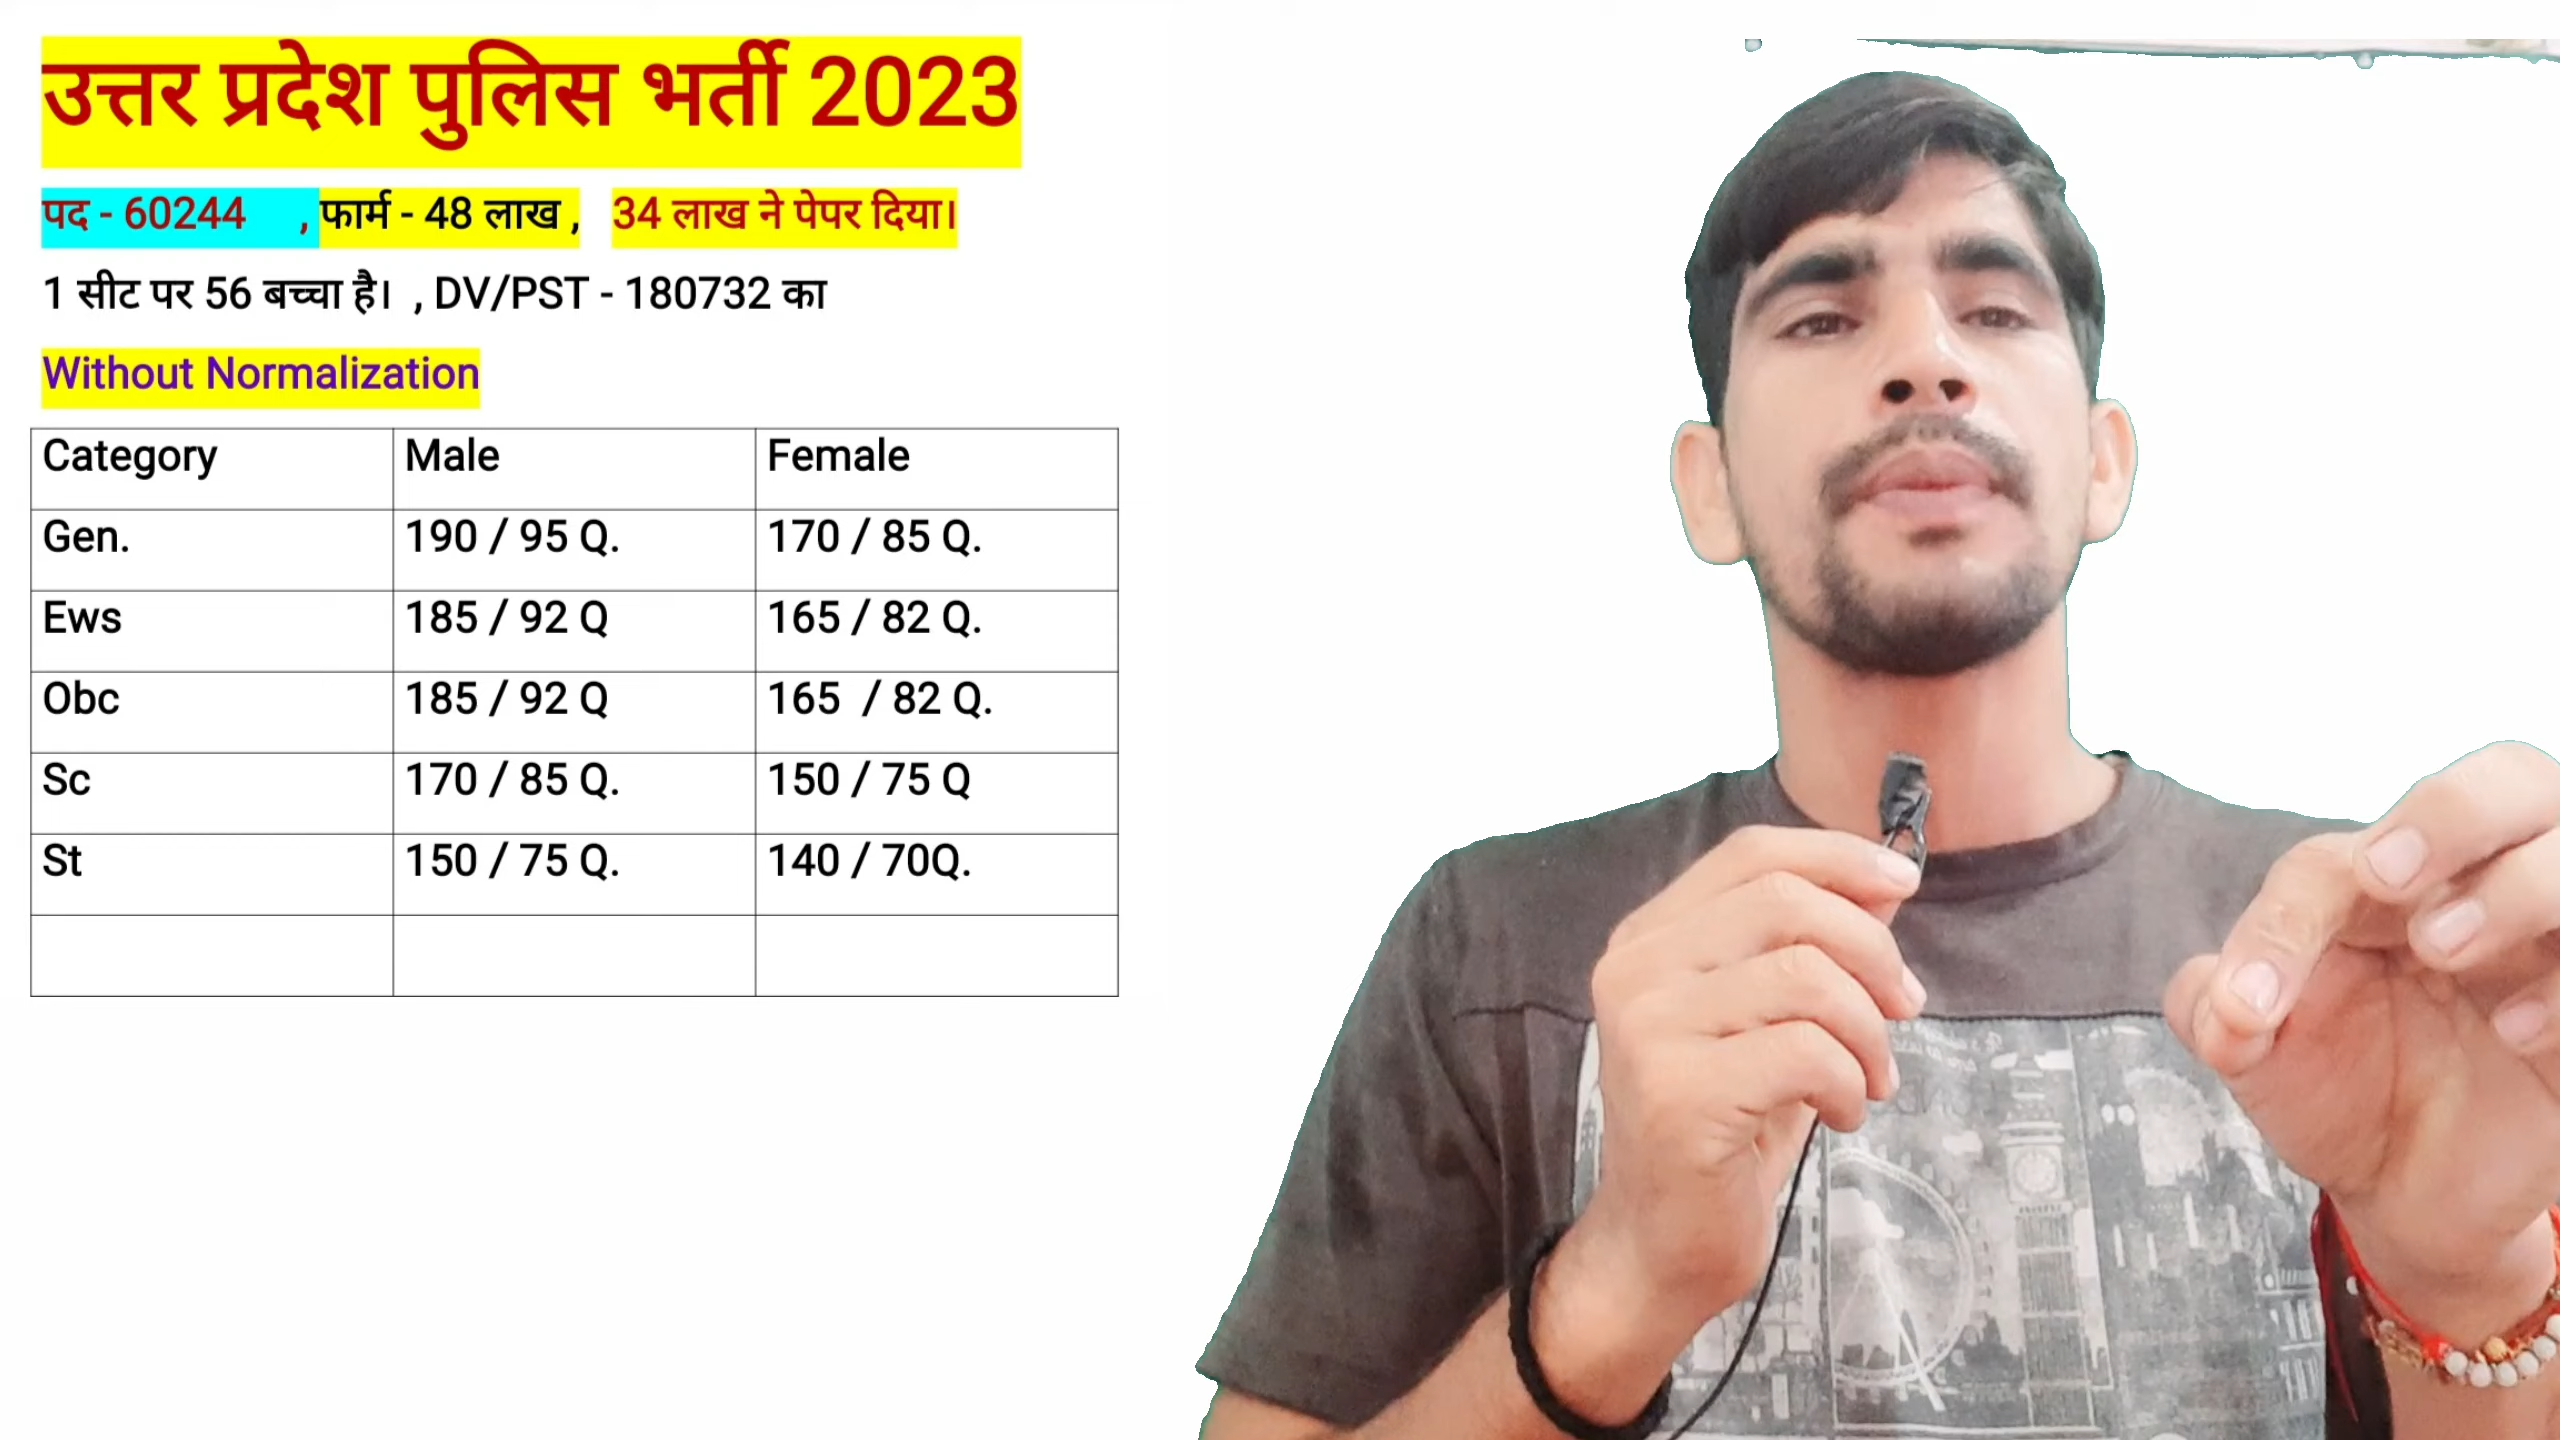 उत्तर प्रदेश पुलिस भर्ती 2023
पद - 60244 , फार्म - 48 लाख , 34 लाख ने पेपर दिया।
1 सीट पर 56 बच्चा है। , DV/PST - 180732 का
Without Normalization
Category Male Female
Gen. 190 / 95 Q. 170 / 85 Q.
Ews 185 / 92 Q 165 / 82 Q.
Obc 185 / 92 Q 165 / 82 Q.
Sc 170 / 85 Q. 150 / 75 Q
St 150 / 75 Q. 140 / 70Q.